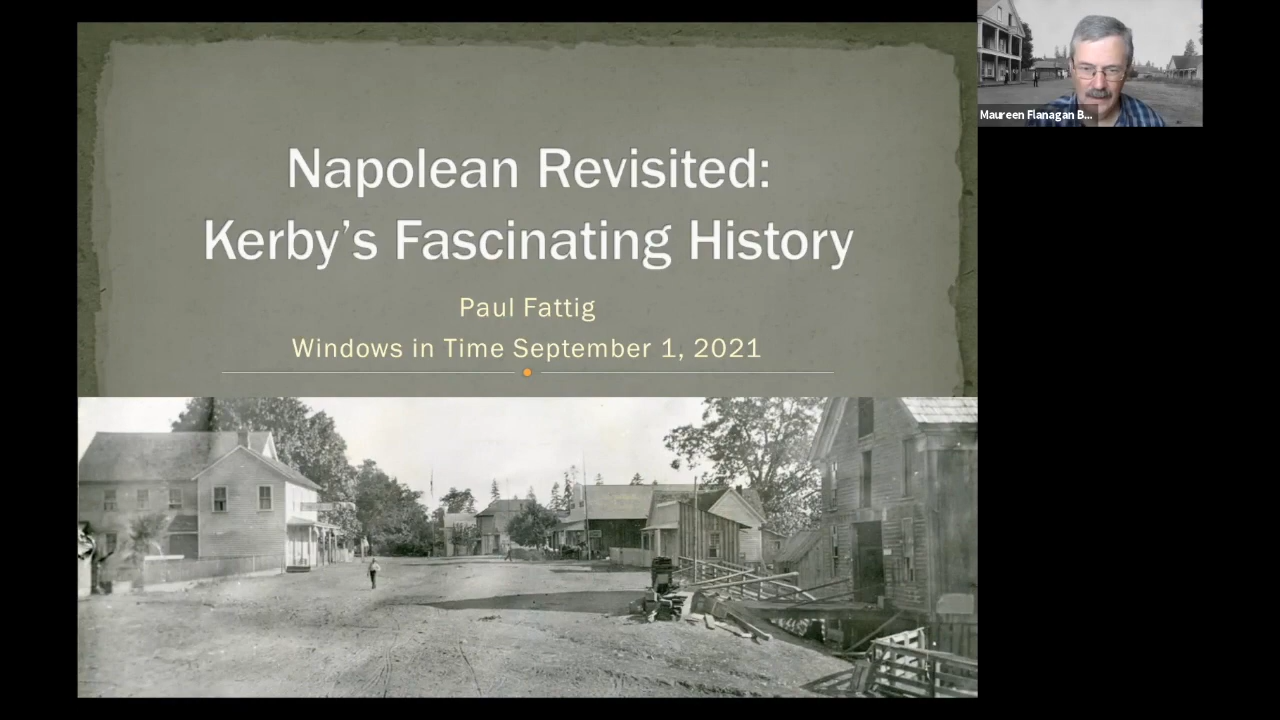 Napolean Revisited:
Kerby's Fascinating History
Paul Fattig
Windows in Time September 1, 2021
Maureen Flanagan B...